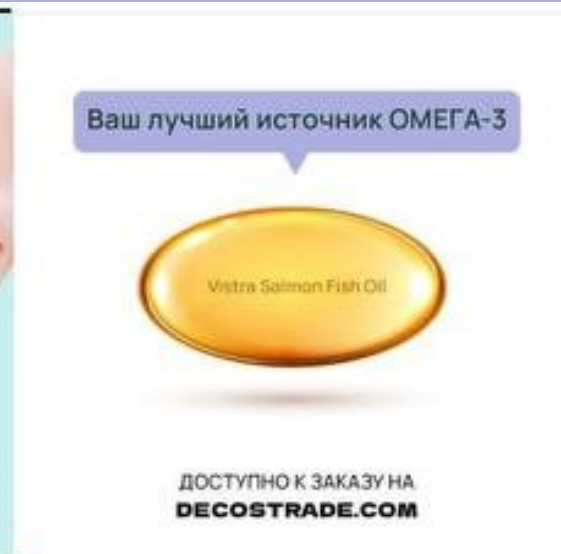 Ваш лучший источник ОМЕГА-3
Vistra Salmon Fish Oil
ДОСТУПНО К ЗАКАЗУ НА
DECOSTRADE.COM